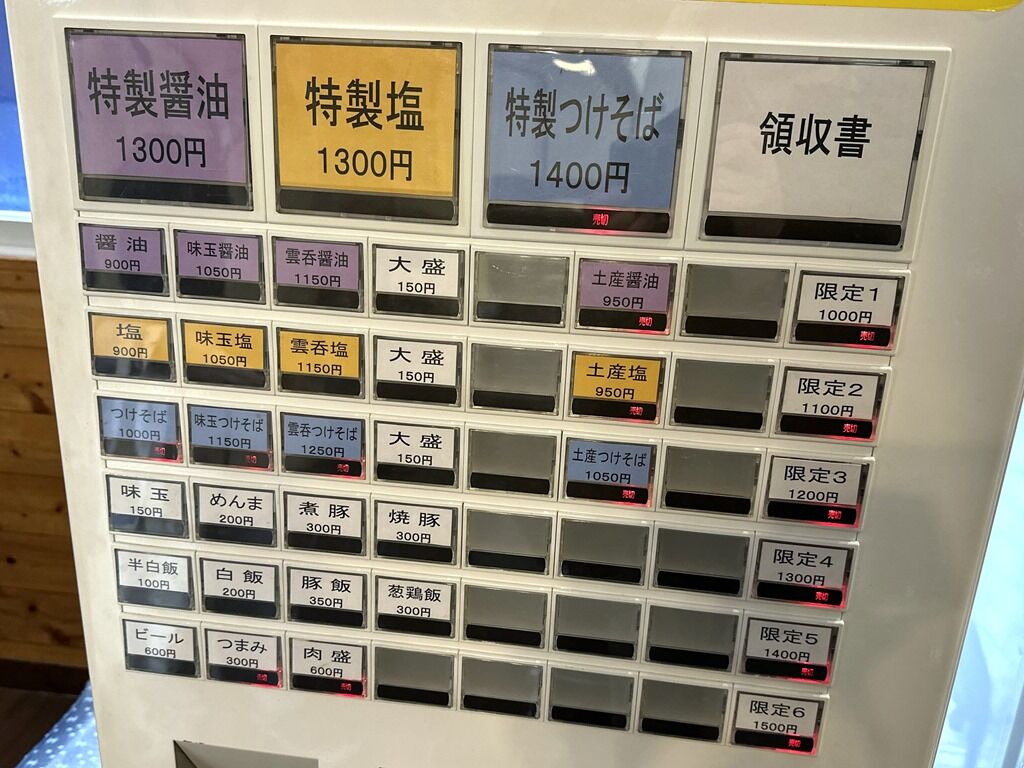 特製醤油
1300円
特製塩
1300円
特製つけそば
1400円
売切
領収書
醤油
900円
味玉醤油
1050円
雲呑醤油
1150円
大盛
150円
土産醤油
950円
売切
限定1
1000円
売切
塩
900円
味玉塩
1050円
雲呑塩
1150円
大盛
150円
土産塩
950円
売切
限定2
1100円
売切
つけそば
1000円
売切
味玉つけそば
1150円
売切
雲呑つけそば
1250円
売切
大盛
150円
土産つけそば
1050円
売切
限定3
1200円
売切
味玉
150円
めんま
200円
煮豚
300円
焼豚
300円
限定4
1300円
売切
半白飯
100円
白飯
200円
豚飯
350円
葱鶏飯
300円
限定5
1400円
売切
ビール
600円
つまみ
300円
売切
肉盛
600円
売切
限定6
1500円
売切